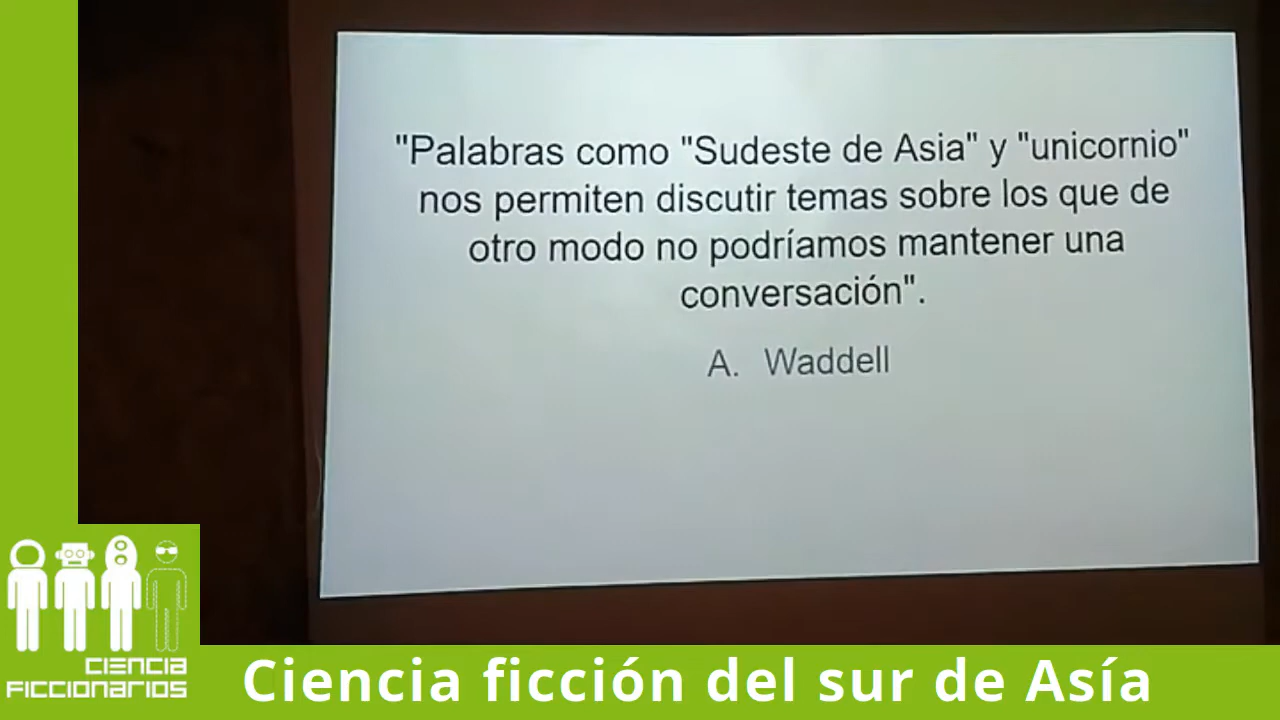 "Palabras como "Sudeste de Asia" y "unicornio"
nos permiten discutir temas sobre los que de
otro modo no podríamos mantener una
conversación".
A. Waddell
CIENCIA
FICCIONARIOS
Ciencia ficción del sur de Asía